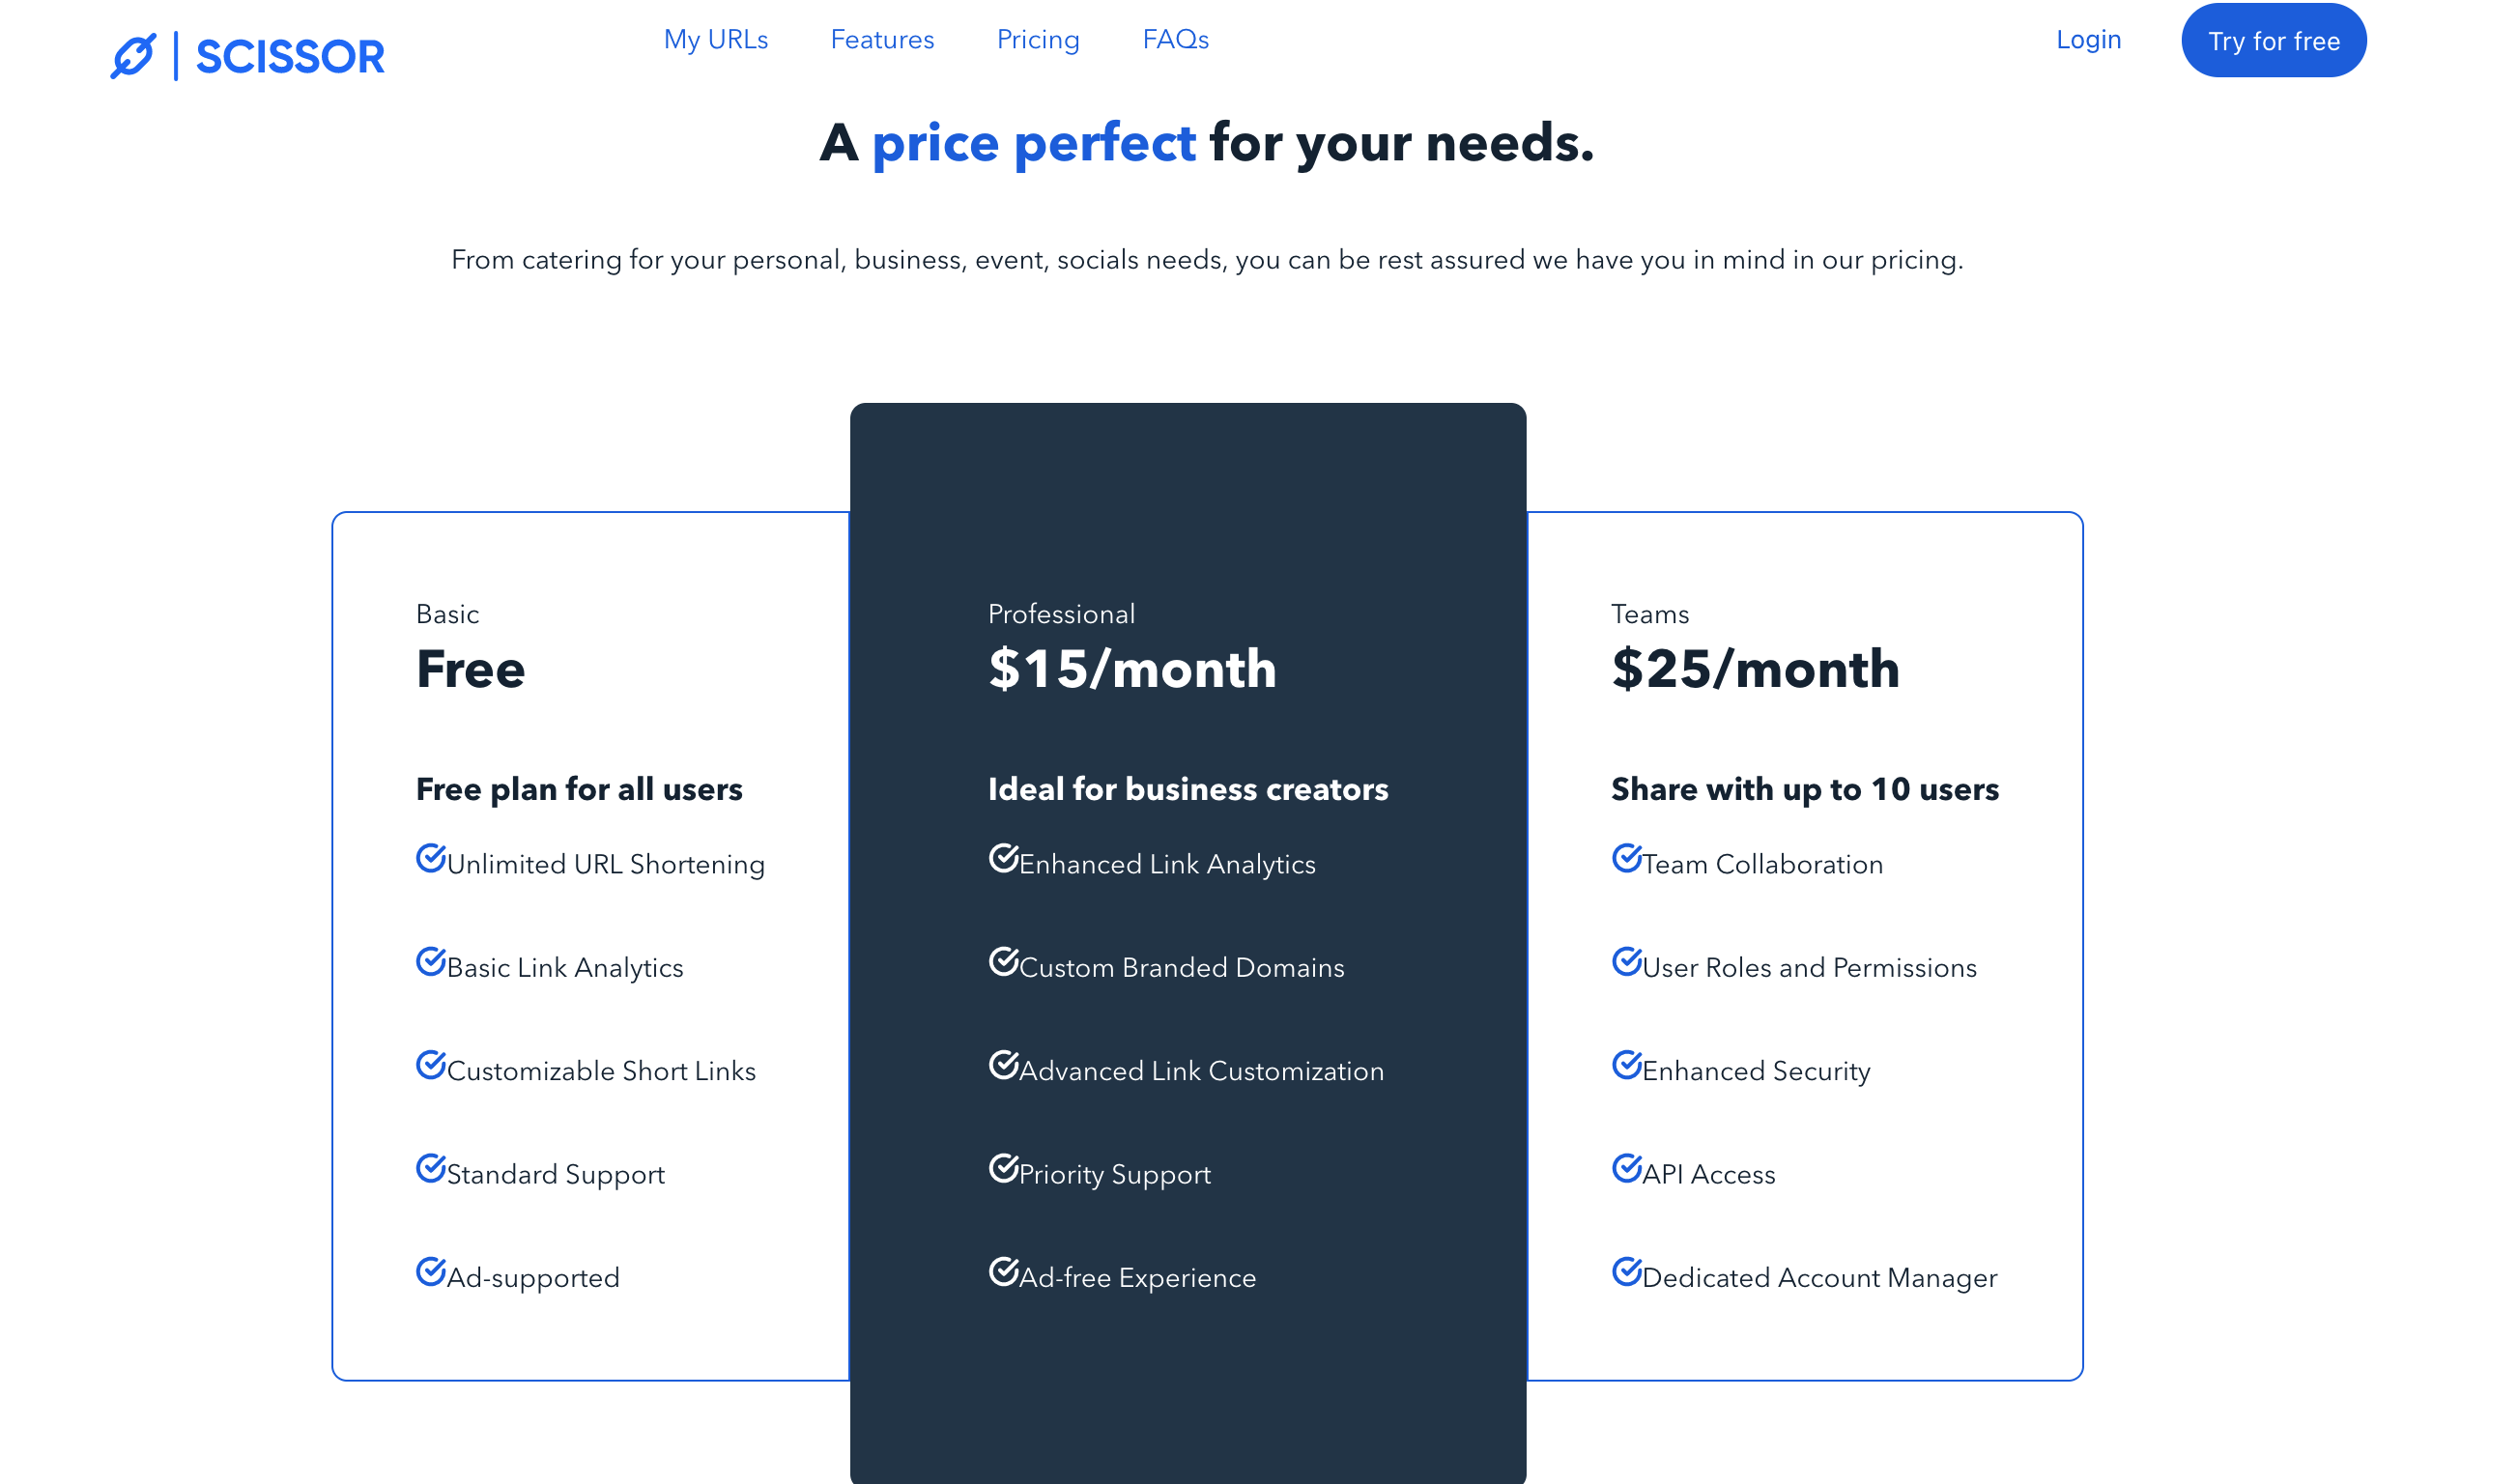 SCISSOR
My URLs
Features
Pricing
FAQs
Login
Try for free
A price perfect for your needs.
From catering for your personal, business, event, socials needs, you can be rest assured we have you in mind in our pricing.
Basic
Free
Free plan for all users
Unlimited URL Shortening
Basic Link Analytics
Customizable Short Links
Standard Support
Ad-supported
Professional
$15/month
Ideal for business creators
Enhanced Link Analytics
Custom Branded Domains
Advanced Link Customization
Priority Support
Ad-free Experience
Teams
$25/month
Share with up to 10 users
Team Collaboration
User Roles and Permissions
Enhanced Security
API Access
Dedicated Account Manager